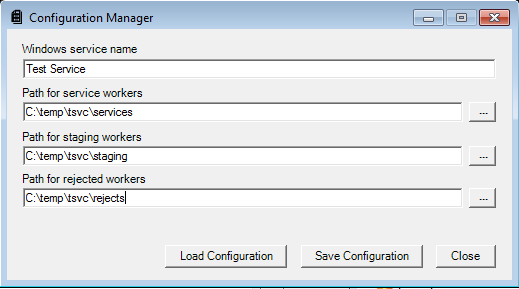 Configuration Manager
Windows service name
Test Service
Path for service workers
C:\temp\tsvc\services
...
Path for staging workers
C:\temp\tsvc\staging
...
Path for rejected workers
C:\temp\tsvc\rejects
...
Load Configuration Save Configuration Close